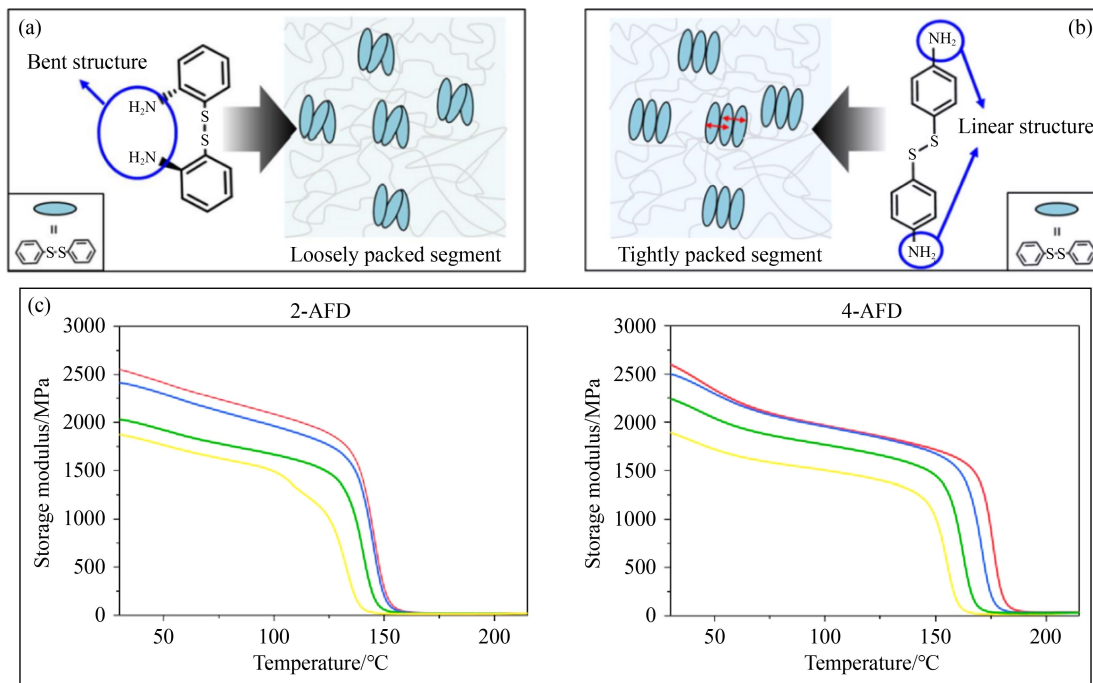 (a)
Bent structure
H₂N
S
S
H₂N
=
S-S
Loosely packed segment
(b)
NH₂
S
S
NH₂
Linear structure
=
S-S
Tightly packed segment
(c)
2-AFD
3000
2500
2000
1500
1000
500
0
Storage modulus/MPa
50 100 150 200
Temperature/°C
4-AFD
3000
2500
2000
1500
1000
500
0
Storage modulus/MPa
50 100 150 200
Temperature/°C